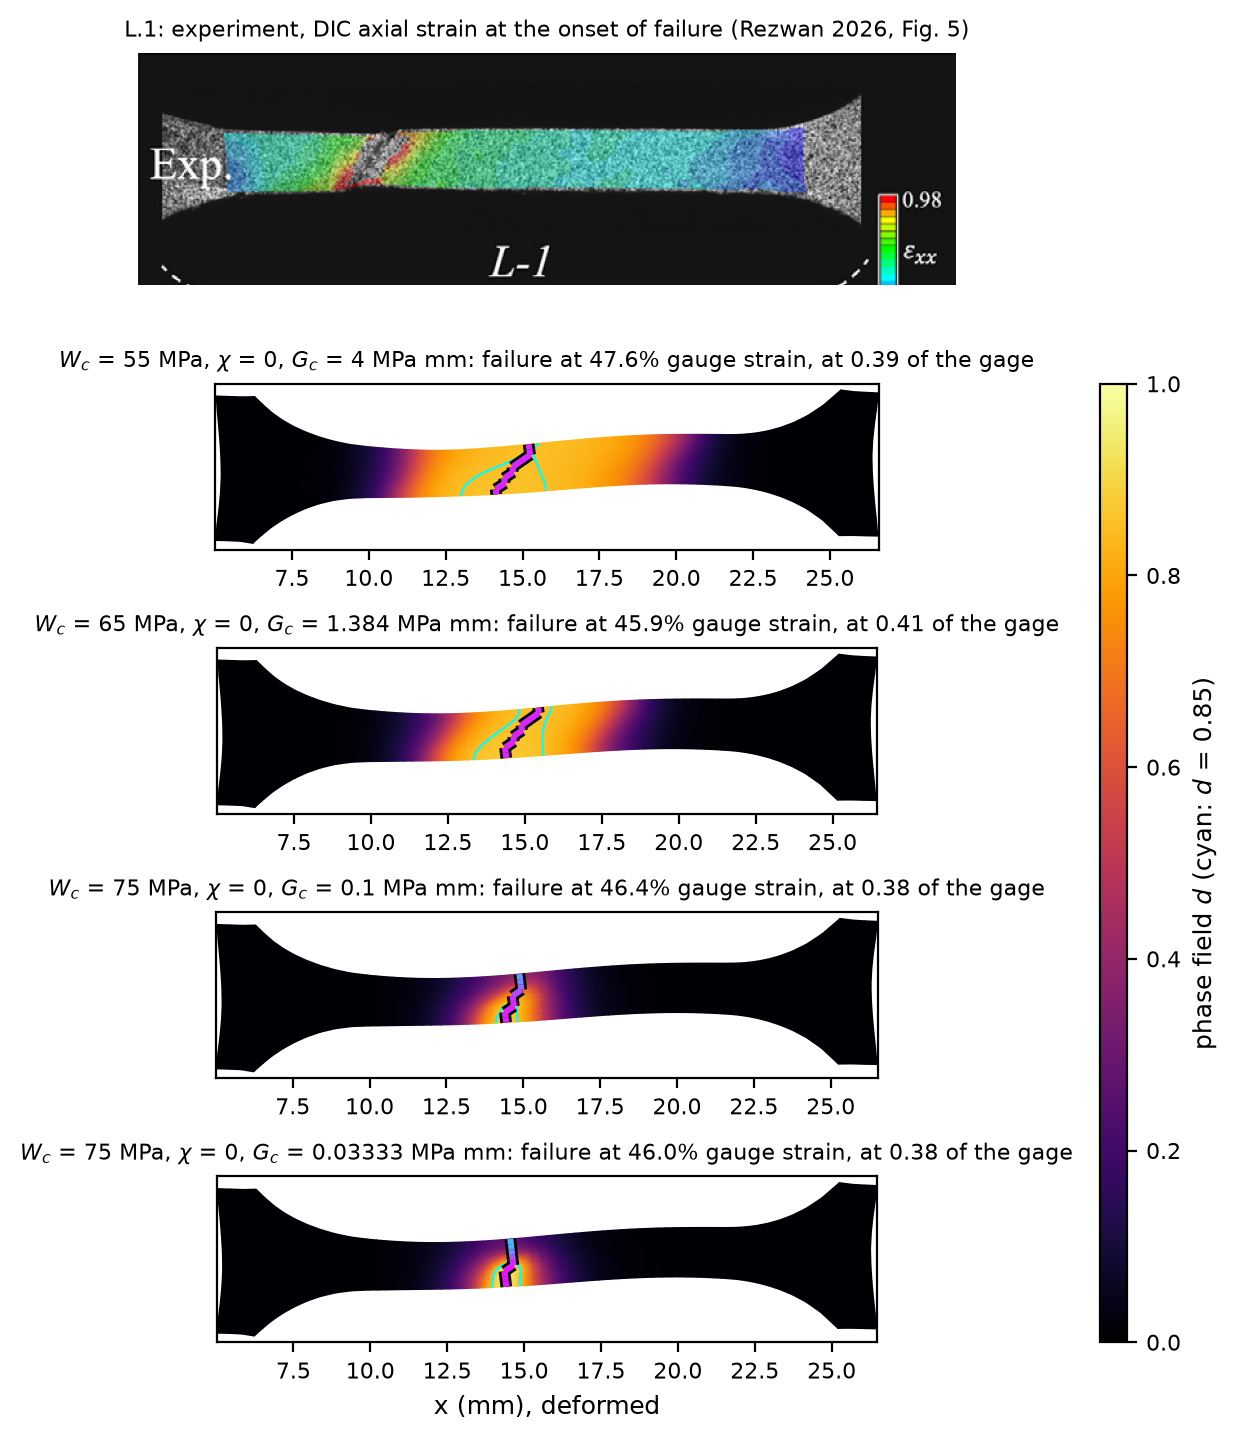 L.1: experiment, DIC axial strain at the onset of failure (Rezwan 2026, Fig. 5)
Exp.
0.98
εxx
L-1
Wc = 55 MPa, χ = 0, Gc = 4 MPa mm: failure at 47.6% gauge strain, at 0.39 of the gage
7.5 10.0 12.5 15.0 17.5 20.0 22.5 25.0
Wc = 65 MPa, χ = 0, Gc = 1.384 MPa mm: failure at 45.9% gauge strain, at 0.41 of the gage
7.5 10.0 12.5 15.0 17.5 20.0 22.5 25.0
Wc = 75 MPa, χ = 0, Gc = 0.1 MPa mm: failure at 46.4% gauge strain, at 0.38 of the gage
7.5 10.0 12.5 15.0 17.5 20.0 22.5 25.0
Wc = 75 MPa, χ = 0, Gc = 0.03333 MPa mm: failure at 46.0% gauge strain, at 0.38 of the gage
7.5 10.0 12.5 15.0 17.5 20.0 22.5 25.0
x (mm), deformed
1.0
0.8
0.6
0.4
0.2
0.0
phase field d (cyan: d = 0.85)